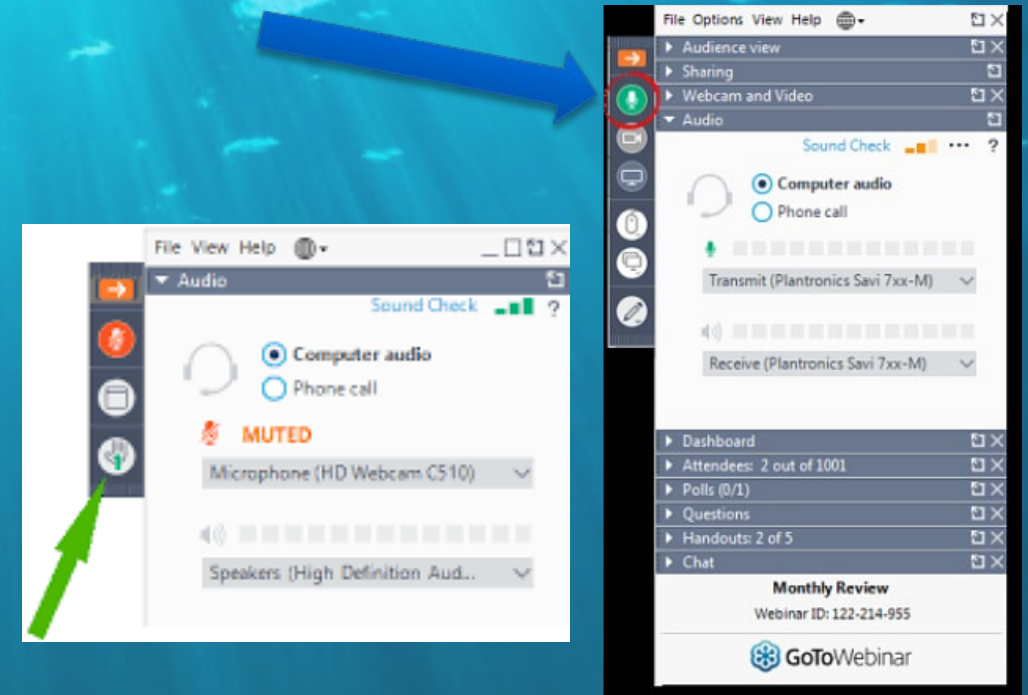 File View Help
Audio
Sound Check ?
Computer audio
Phone call
MUTED
Microphone (HD Webcam C510)
Speakers (High Definition Aud...
File Options View Help
Audience view
Sharing
Webcam and Video
Audio
Sound Check ... ?
Computer audio
Phone call
Transmit (Plantronics Savi 7xx-M)
Receive (Plantronics Savi 7xx-M)
Dashboard
Attendees: 2 out of 1001
Polls (0/1)
Questions
Handouts: 2 of 5
Chat
Monthly Review
Webinar ID: 122-214-955
GoToWebinar